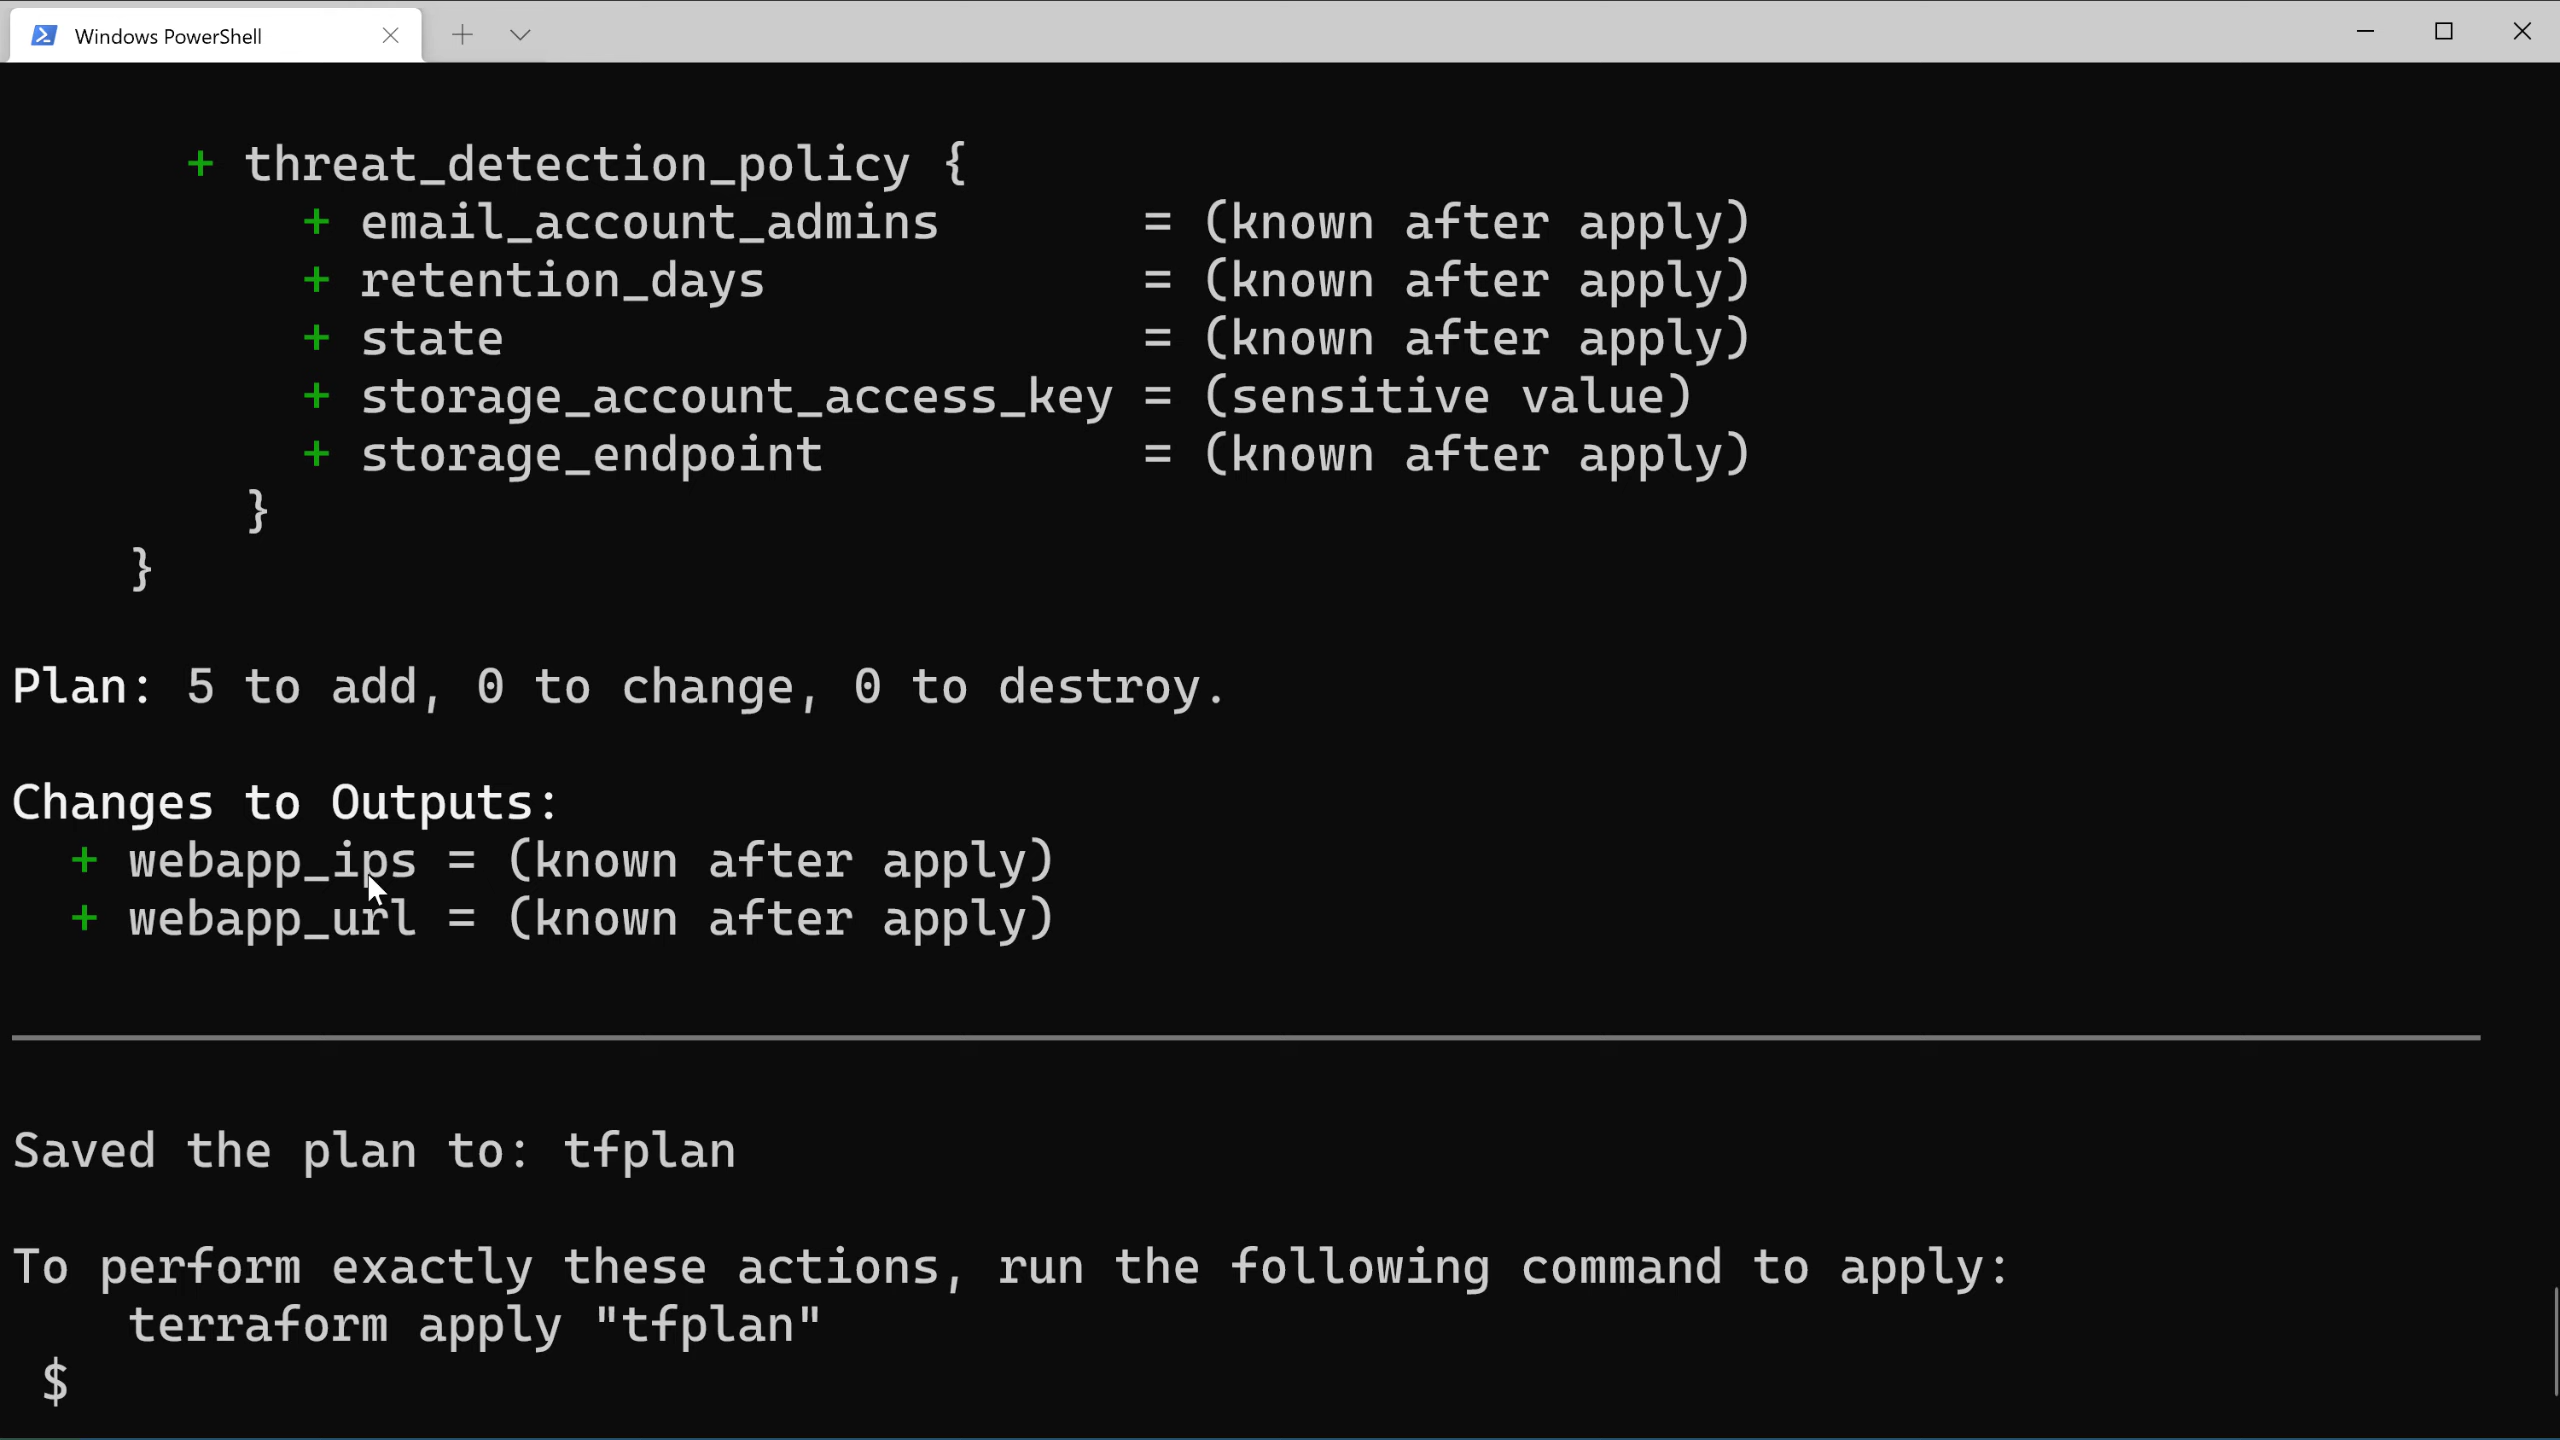 Windows PowerShell
+ threat_detection_policy {
+ email_account_admins = (known after apply)
+ retention_days = (known after apply)
+ state = (known after apply)
+ storage_account_access_key = (sensitive value)
+ storage_endpoint = (known after apply)
}
}
Plan: 5 to add, 0 to change, 0 to destroy.
Changes to Outputs:
+ webapp_ips = (known after apply)
+ webapp_url = (known after apply)
Saved the plan to: tfplan
To perform exactly these actions, run the following command to apply:
terraform apply "tfplan"
$